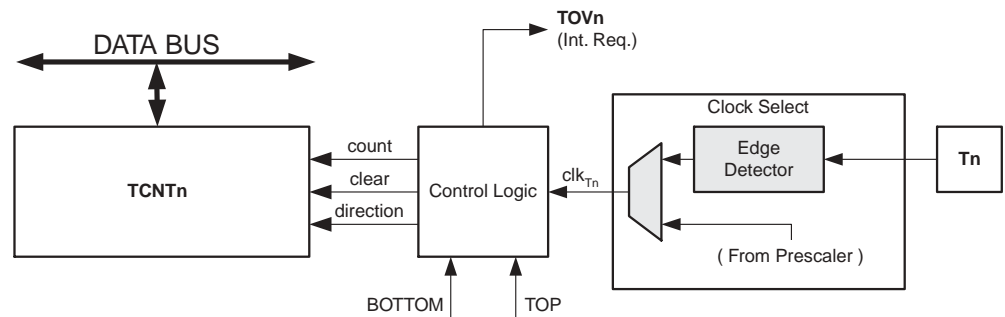 TOVn
(Int. Req.)
DATA BUS
Clock Select
count
Edge
Detector
Tn
TCNTn
clear
Control Logic
clkTn
direction
( From Prescaler )
BOTTOM
TOP